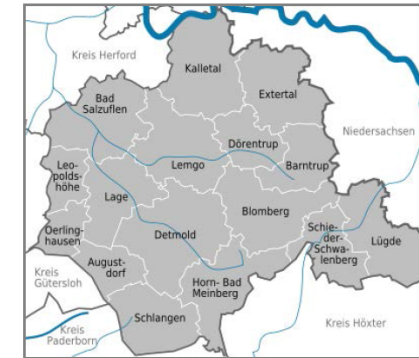 Kreis Herford
Kalletal
Bad
Salzuflen
Extertal
Niedersachsen
Dörentrup
Leo-
polds-
höhe
Lemgo
Barntrup
Lage
Blomberg
Oerling-
hausen
Detmold
Schie-
der-
Schwa-
lenberg
Lügde
August-
dorf
Kreis
Gütersloh
Horn- Bad
Meinberg
Schlangen
Kreis
Paderborn
Kreis Höxter